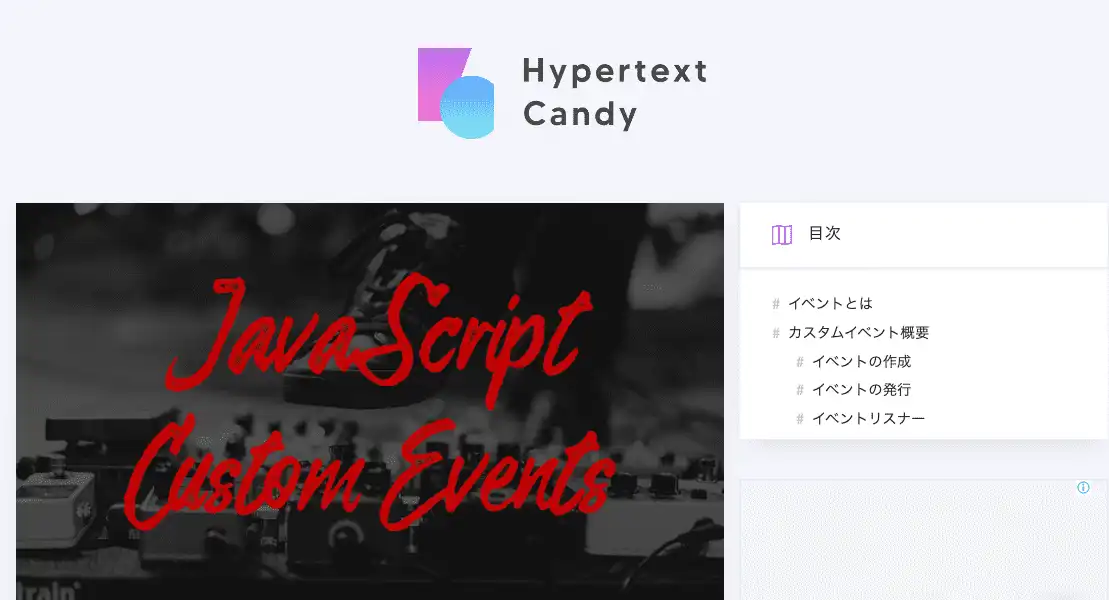 Hypertext
Candy
JavaScript
Custom Events
目次
# イベントとは
# カスタムイベント概要
# イベントの作成
# イベントの発行
# イベントリスナー